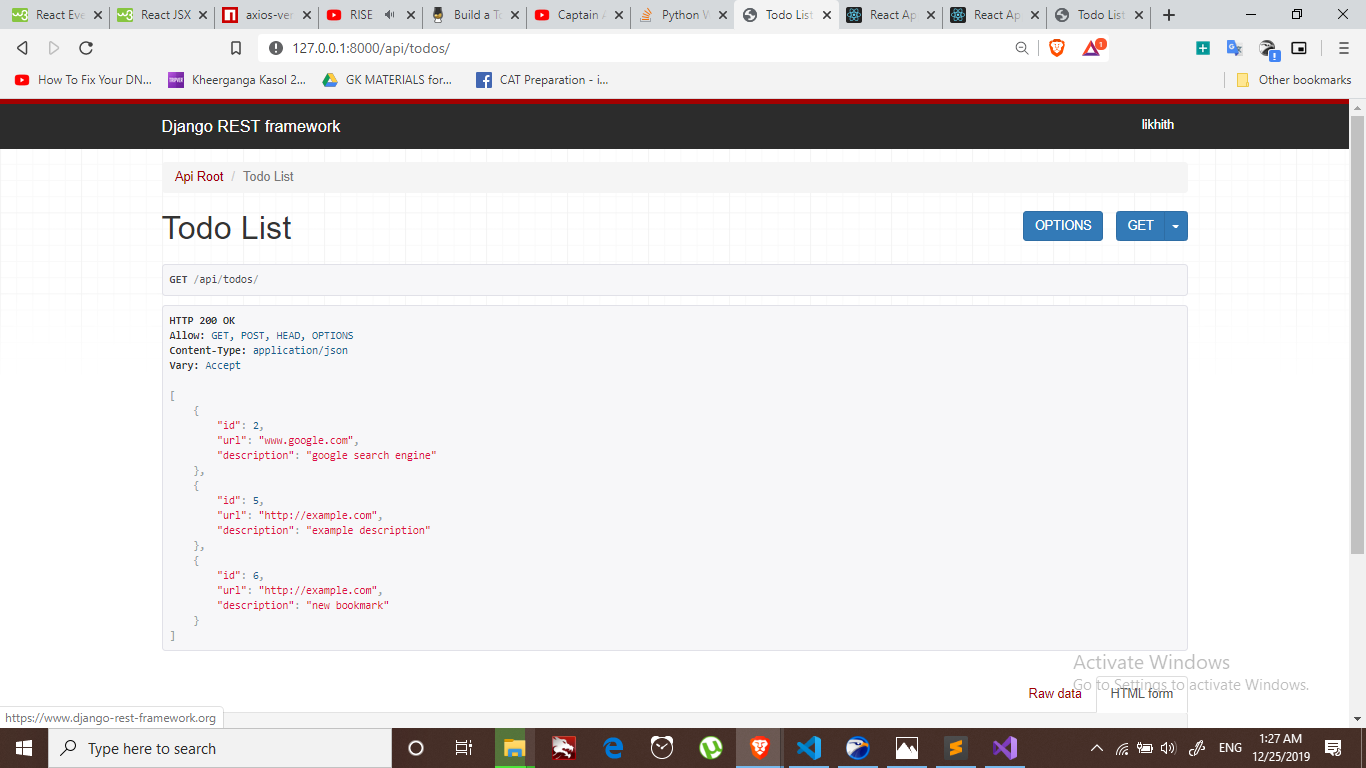 React Eve
React JSX
axios-ver
RISE
Build a To
Captain A
Python W
Todo List
React Ap
React Ap
Todo List
127.0.0.1:8000/api/todos/
1
How To Fix Your DN...
Kheerganga Kasol 2...
GK MATERIALS for...
CAT Preparation - i...
Other bookmarks
Django REST framework
likhith
Api Root / Todo List
Todo List
OPTIONS
GET
GET /api/todos/
HTTP 200 OK
Allow: GET, POST, HEAD, OPTIONS
Content-Type: application/json
Vary: Accept
[
{
"id": 2,
"url": "www.google.com",
"description": "google search engine"
},
{
"id": 5,
"url": "http://example.com",
"description": "example description"
},
{
"id": 6,
"url": "http://example.com",
"description": "new bookmark"
}
]
Activate Windows
Go to Settings to activate Windows.
Raw data
HTML form
https://www.django-rest-framework.org
Type here to search
ENG
1:27 AM
12/25/2019